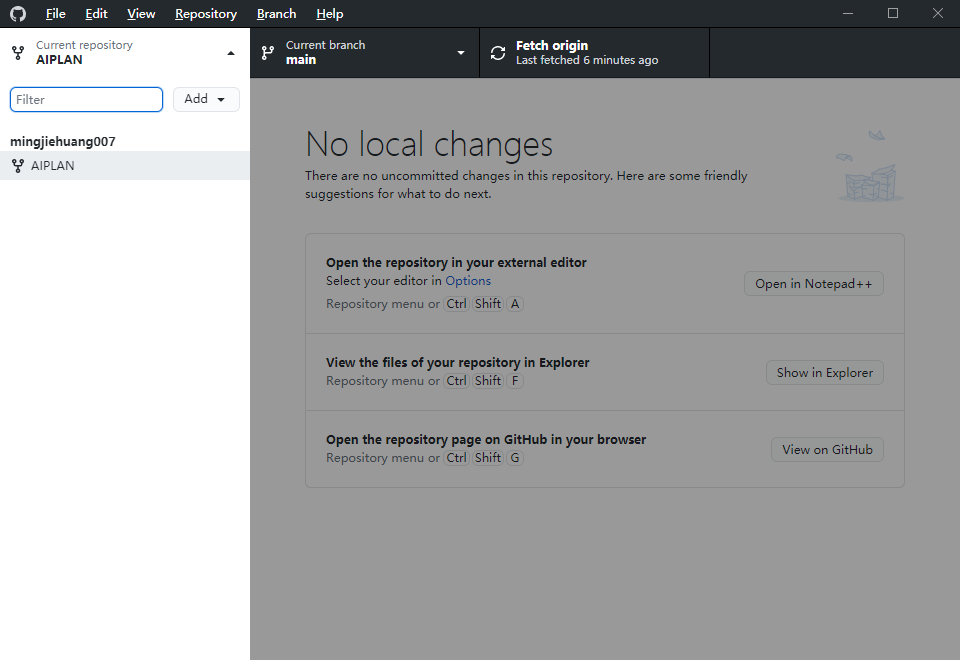 File Edit View Repository Branch Help
Current repository
AIPLAN
Current branch
main
Fetch origin
Last fetched 6 minutes ago
Filter
Add
mingjiehuang007
AIPLAN
No local changes
There are no uncommitted changes in this repository. Here are some friendly
suggestions for what to do next.
Open the repository in your external editor
Select your editor in Options
Repository menu or Ctrl Shift A
Open in Notepad++
View the files of your repository in Explorer
Repository menu or Ctrl Shift F
Show in Explorer
Open the repository page on GitHub in your browser
Repository menu or Ctrl Shift G
View on GitHub